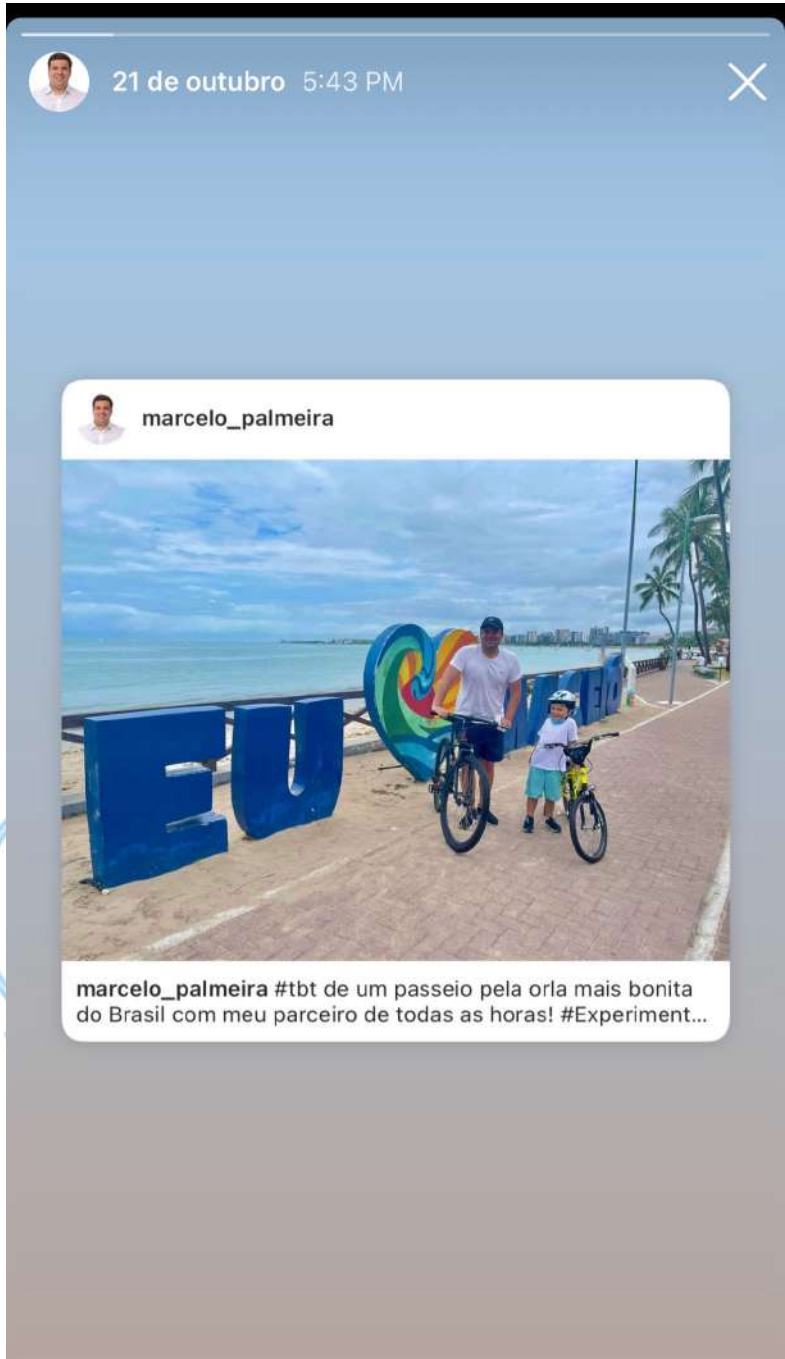 21 de outubro 5:43 PM
marcelo_palmeira
EU
marcelo_palmeira #tbt de um passeio pela orla mais bonita
do Brasil com meu parceiro de todas as horas! #Experiment...